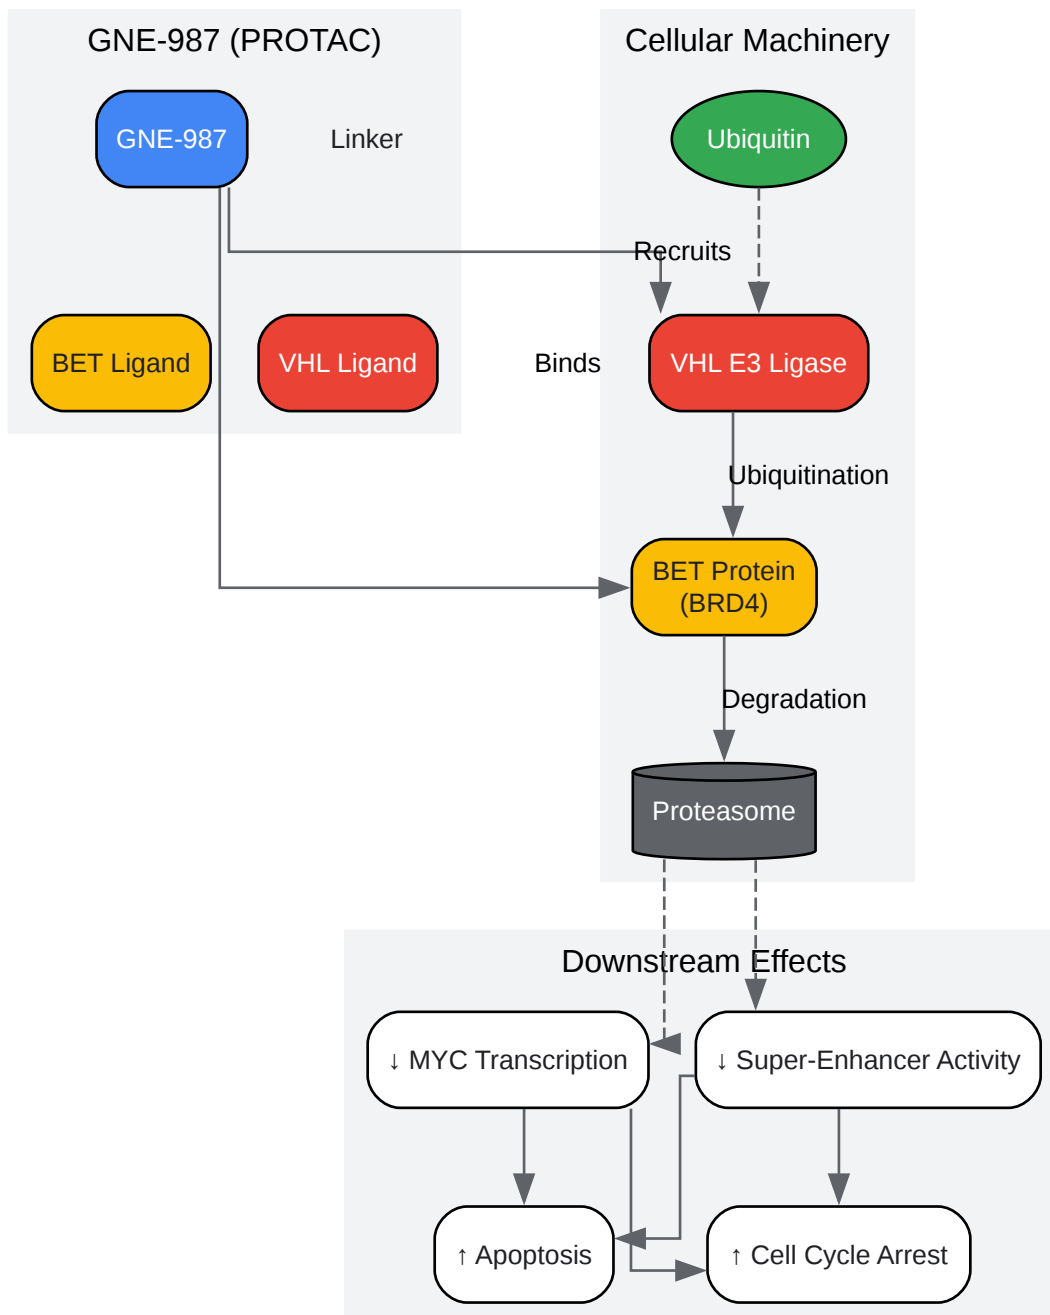 GNE-987 (PROTAC)
Cellular Machinery
GNE-987
Linker
Ubiquitin
Recruits
BET Ligand
VHL Ligand
Binds
VHL E3 Ligase
Ubiquitination
BET Protein
(BRD4)
Degradation
Proteasome
Downstream Effects
↓ MYC Transcription
↓ Super-Enhancer Activity
↑ Apoptosis
↑ Cell Cycle Arrest